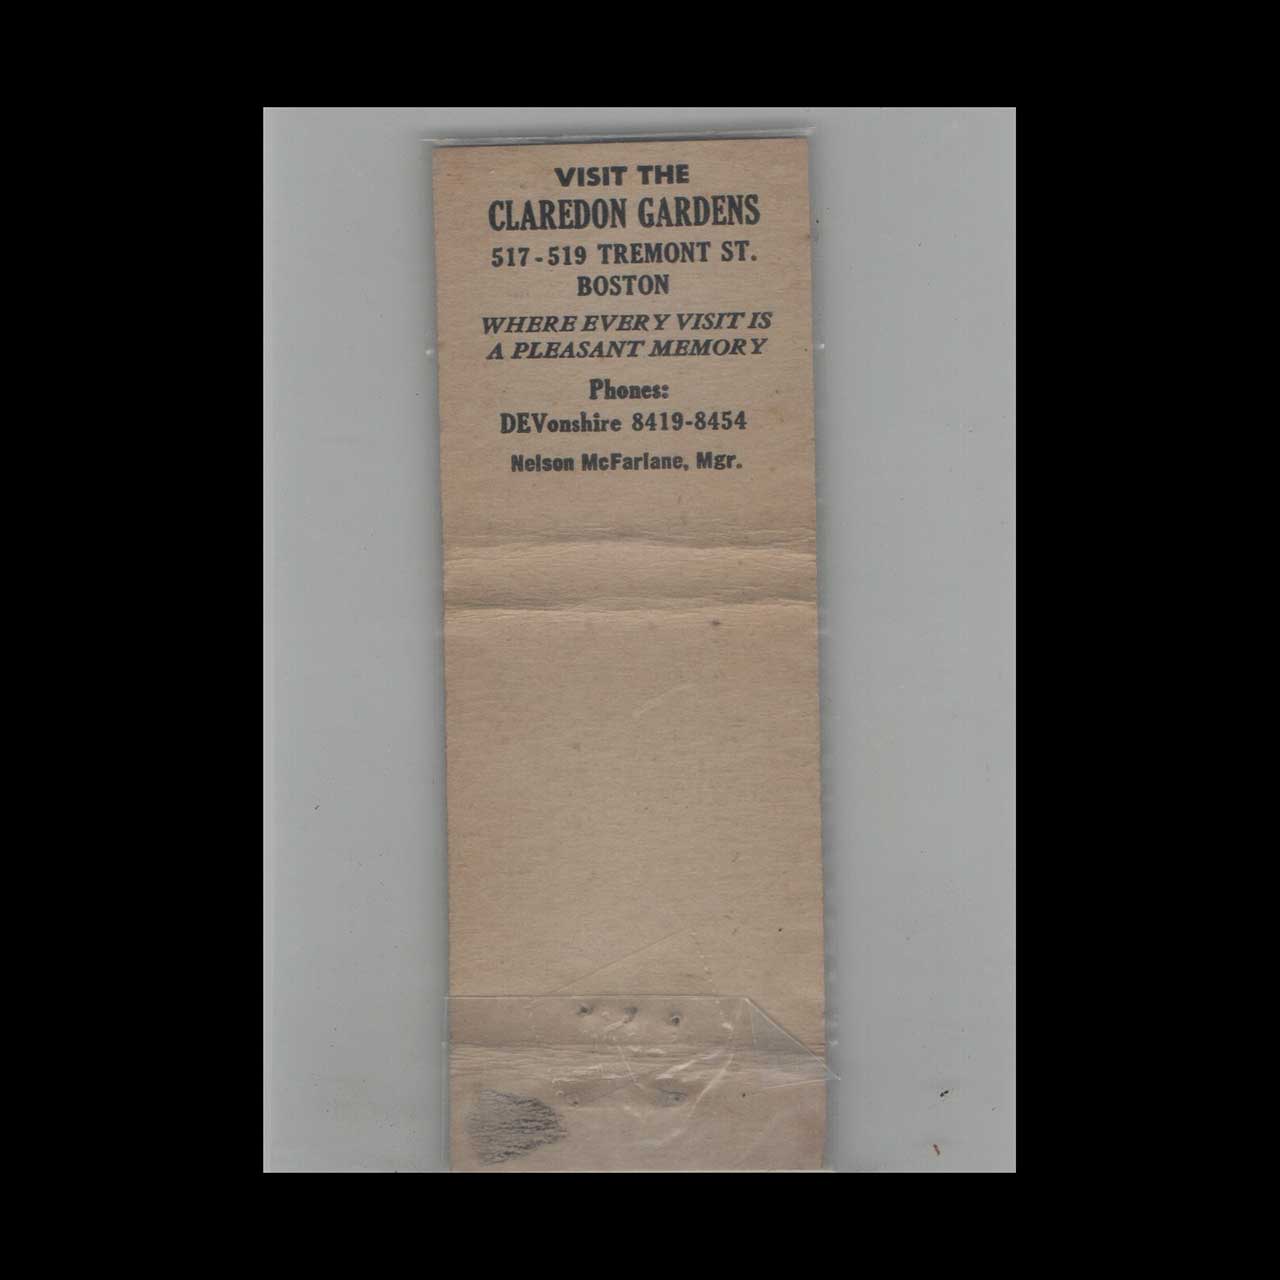 VISIT THE
CLAREDON GARDENS
517-519 TREMONT ST.
BOSTON
WHERE EVERY VISIT IS
A PLEASANT MEMORY
Phones:
DEVonshire 8419-8454
Nelson McFarlane, Mgr.